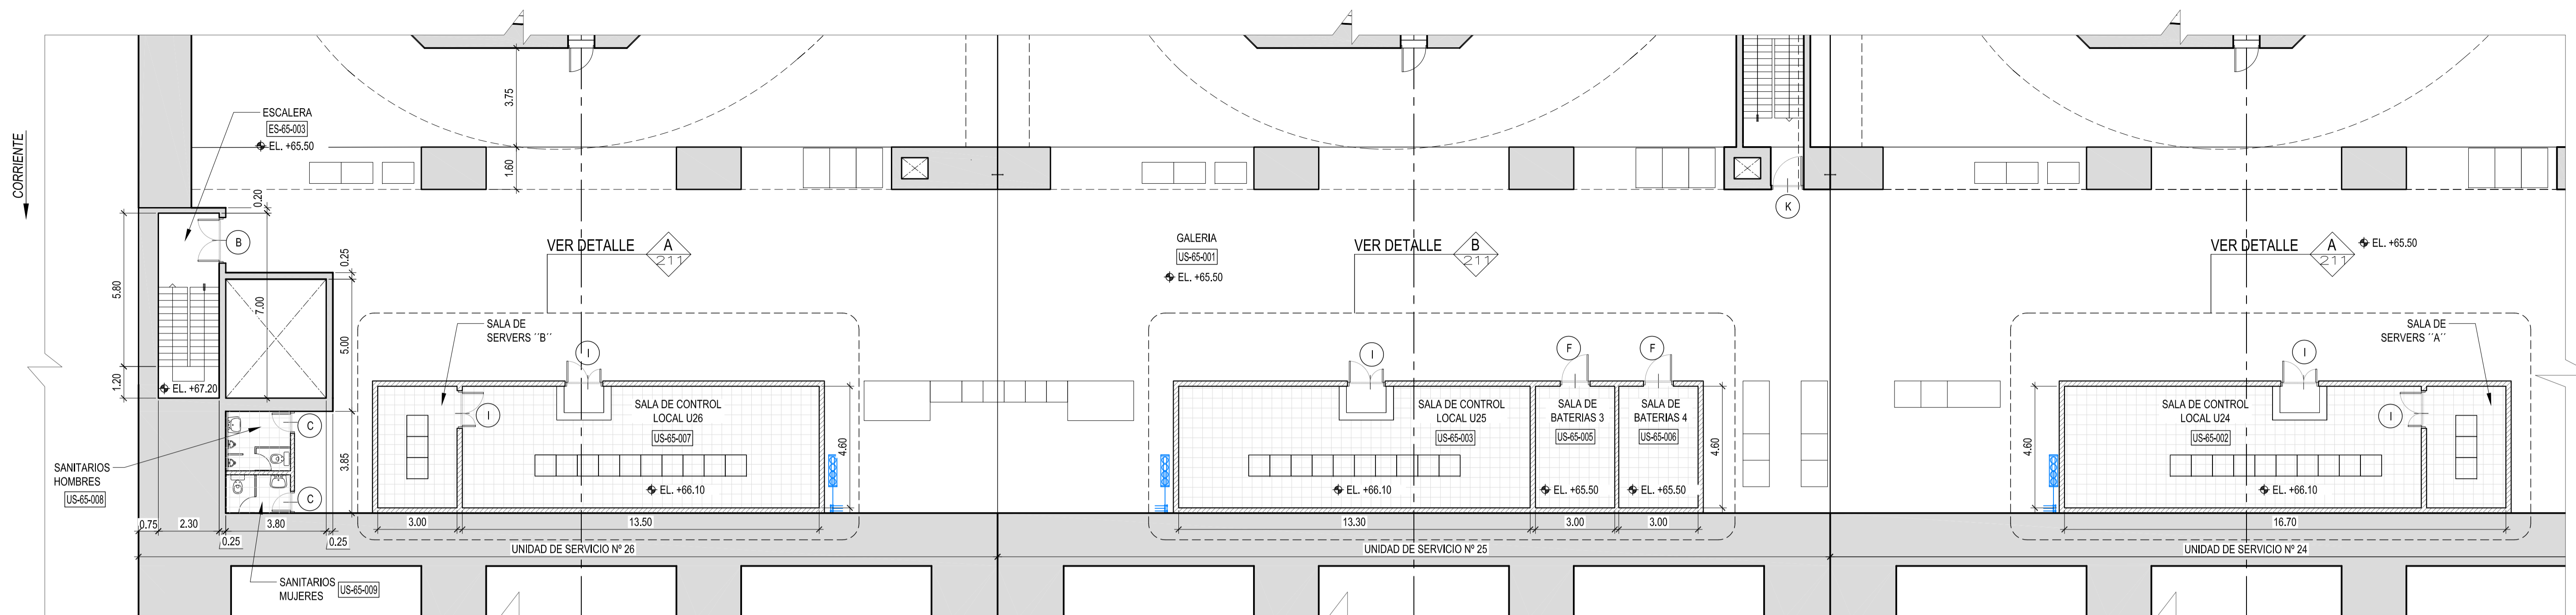 CORRIENTE
ESCALERA
ES-65-003
EL. +65.50
3.75
1.60
0.20
B
0.25
5.80
7.00
5.00
1.20
EL. +67.20
C
C
3.85
SANITARIOS
HOMBRES
US-65-008
0.75
2.30
3.80
0.25
0.25
SANITARIOS
MUJERES
US-65-009
VER DETALLE
A
211
SALA DE
SERVERS ´´B´´
I
I
SALA DE CONTROL
LOCAL U26
US-65-007
EL. +66.10
4.60
3.00
13.50
UNIDAD DE SERVICIO Nº 26
GALERIA
US-65-001
EL. +65.50
VER DETALLE
B
211
I
F
F
SALA DE CONTROL
LOCAL U25
US-65-003
EL. +66.10
SALA DE
BATERIAS 3
US-65-005
EL. +65.50
SALA DE
BATERIAS 4
US-65-006
EL. +65.50
4.60
13.30
3.00
3.00
UNIDAD DE SERVICIO Nº 25
K
VER DETALLE
A
211
EL. +65.50
SALA DE
SERVERS ´´A´´
I
I
SALA DE CONTROL
LOCAL U24
US-65-002
EL. +66.10
4.60
16.70
UNIDAD DE SERVICIO Nº 24